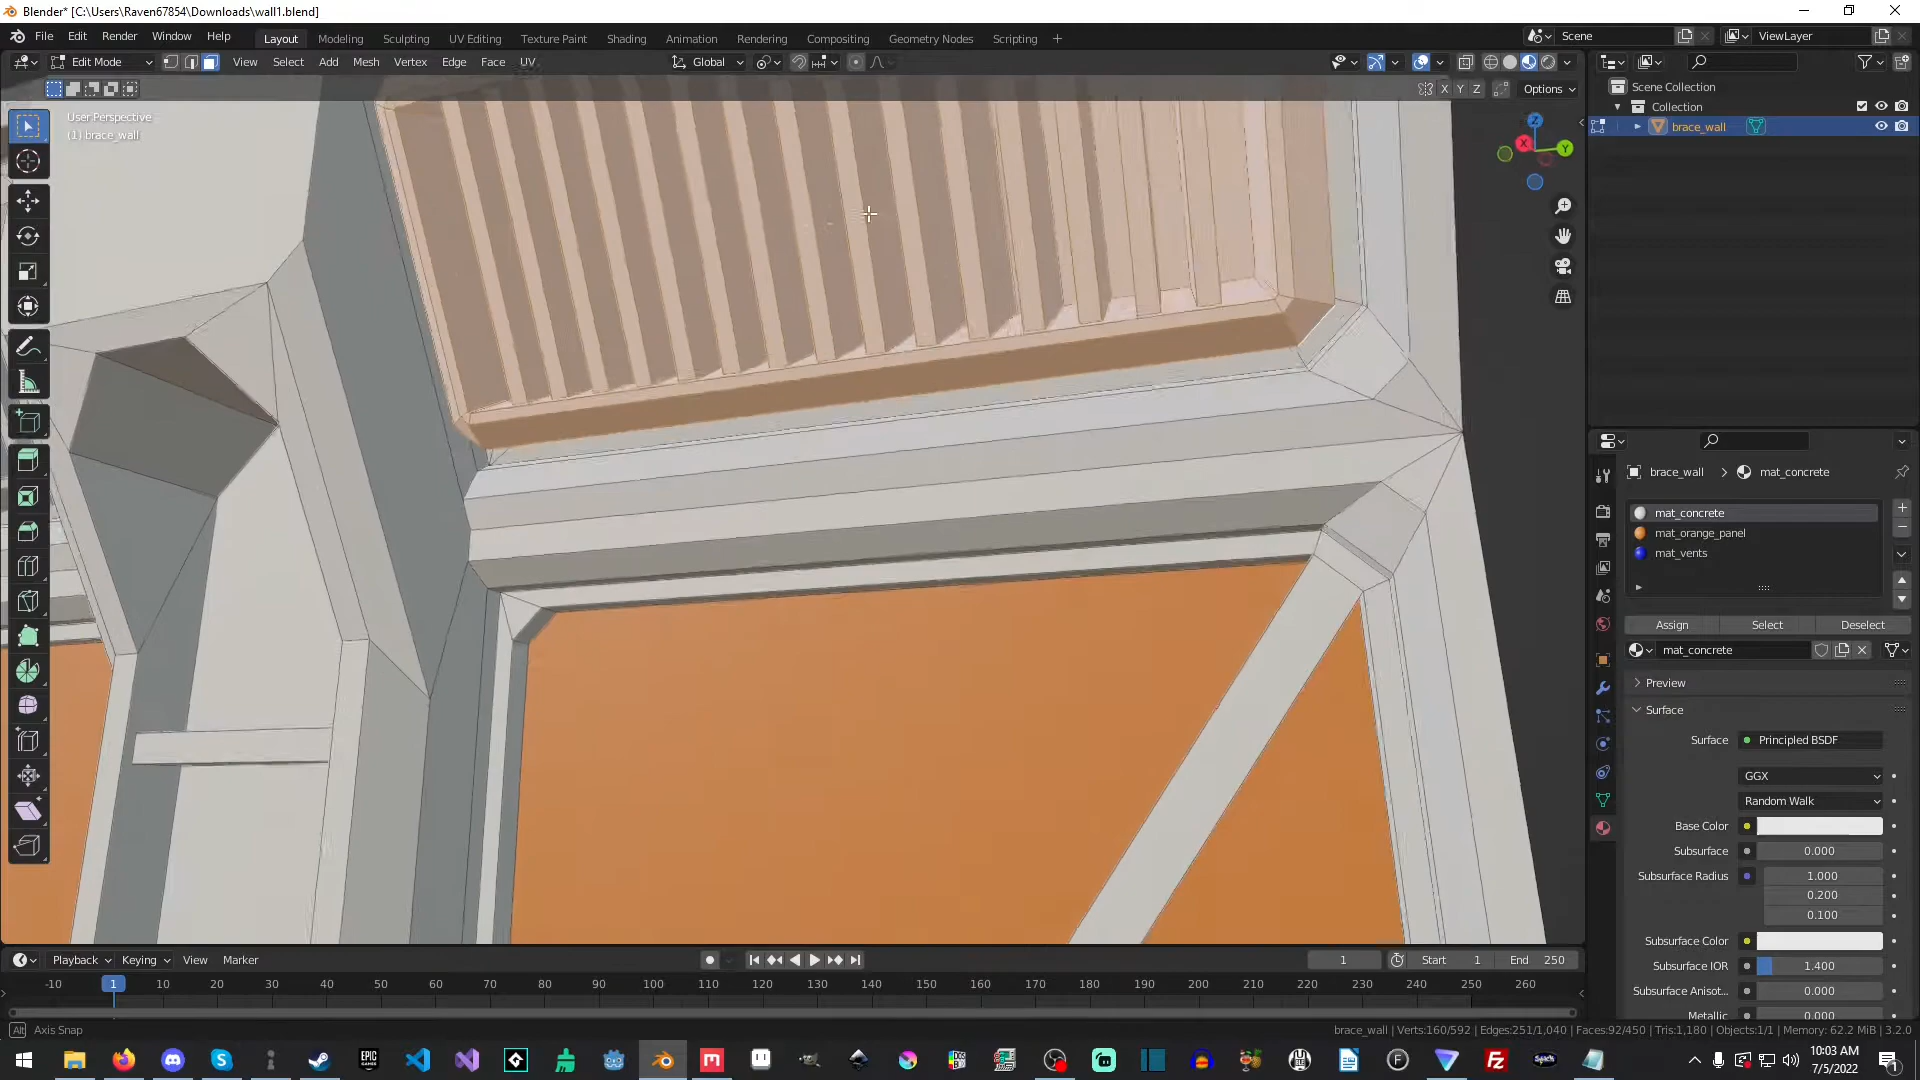 Blender* [C:\Users\Raven67854\Downloads\wall1.blend]
File Edit Render Window Help
Layout Modeling Sculpting UV Editing Texture Paint Shading Animation Rendering Compositing Geometry Nodes Scripting +
Scene
ViewLayer
Edit Mode
View Select Add Mesh Vertex Edge Face UV
Global
X Y Z
Options
User Perspective
(1) brace_wall
Z
X
Y
Scene Collection
Collection
brace_wall
brace_wall > mat_concrete
mat_concrete
mat_orange_panel
mat_vents
Assign Select Deselect
mat_concrete
Preview
Surface
Surface Principled BSDF
GGX
Random Walk
Base Color
Subsurface 0.000
Subsurface Radius 1.000
0.200
0.100
Subsurface Color
Subsurface IOR 1.400
Subsurface Anisot... 0.000
Metallic 0.000
Playback Keying View Marker
1 Start 1 End 250
-10 1 10 20 30 40 50 60 70 80 90 100 110 120 130 140 150 160 170 180 190 200 210 220 230 240 250 260
Alt Axis Snap
brace_wall | Verts:160/592 | Edges:251/1,040 | Faces:92/450 | Tris:1,180 | Objects:1/1 | Memory: 62.2 MiB | 3.2.0
EPIC GAMES
10:03 AM
7/5/2022
1